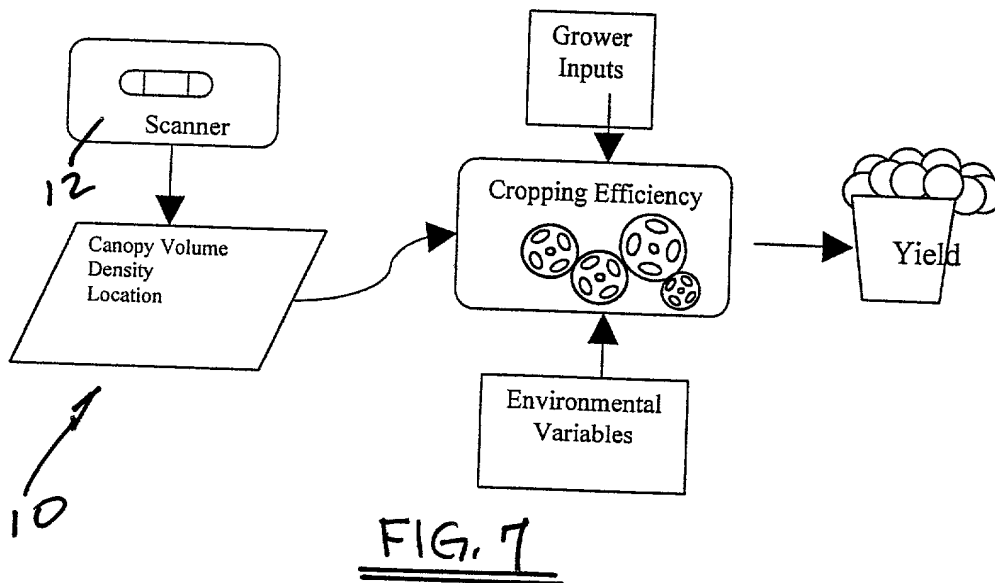 Scanner
12
Canopy Volume
Density
Location
10
Grower
Inputs
Cropping Efficiency
Environmental
Variables
Yield
FIG. 7